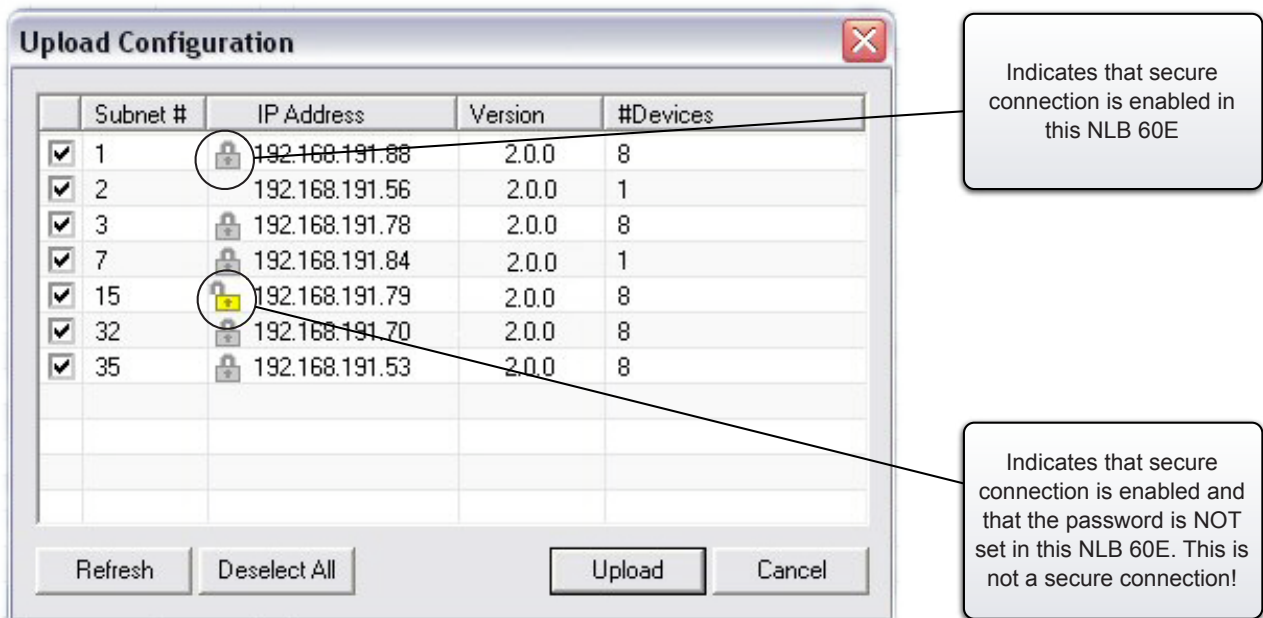 Upload Configuration
Subnet # IP Address Version #Devices
1 192.168.191.88 2.0.0 8
2 192.168.191.56 2.0.0 1
3 192.168.191.78 2.0.0 8
7 192.168.191.84 2.0.0 1
15 192.168.191.79 2.0.0 8
32 192.168.191.70 2.0.0 8
35 192.168.191.53 2.0.0 8
Refresh Deselect All Upload Cancel
Indicates that secure
connection is enabled in
this NLB 60E
Indicates that secure
connection is enabled and
that the password is NOT
set in this NLB 60E. This is
not a secure connection!